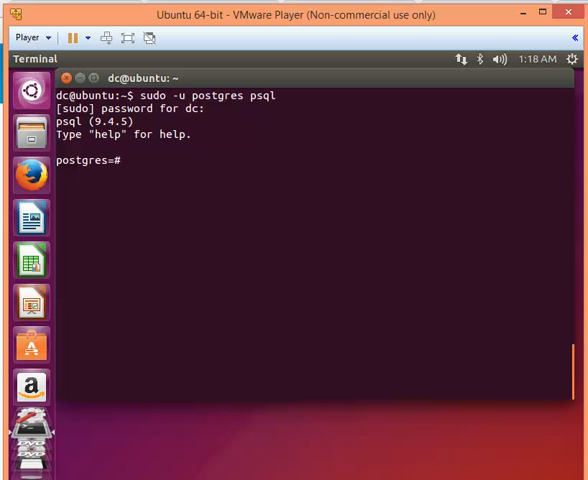 Ubuntu 64-bit - VMware Player (Non-commercial use only)
Player
Terminal
1:18 AM
dc@ubuntu: ~
dc@ubuntu:~$ sudo -u postgres psql
[sudo] password for dc:
psql (9.4.5)
Type "help" for help.
postgres=#